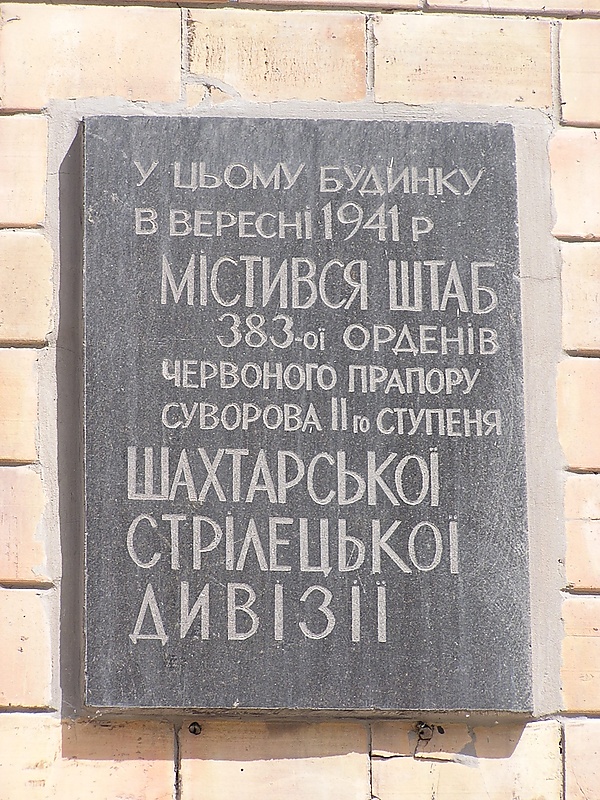 У ЦЬОМУ БУДИНКУ
В ВЕРЕСНІ 1941 Р
МІСТИВСЯ ШТАБ
383-ОЇ ОРДЕНІВ
ЧЕРВОНОГО ПРАПОРУ
СУВОРОВА, II ГО СТУПЕНЯ
ШАХТАРСЬКОЇ
СТРІЛЕЦЬКОЇ
ДИВІЗІЇ